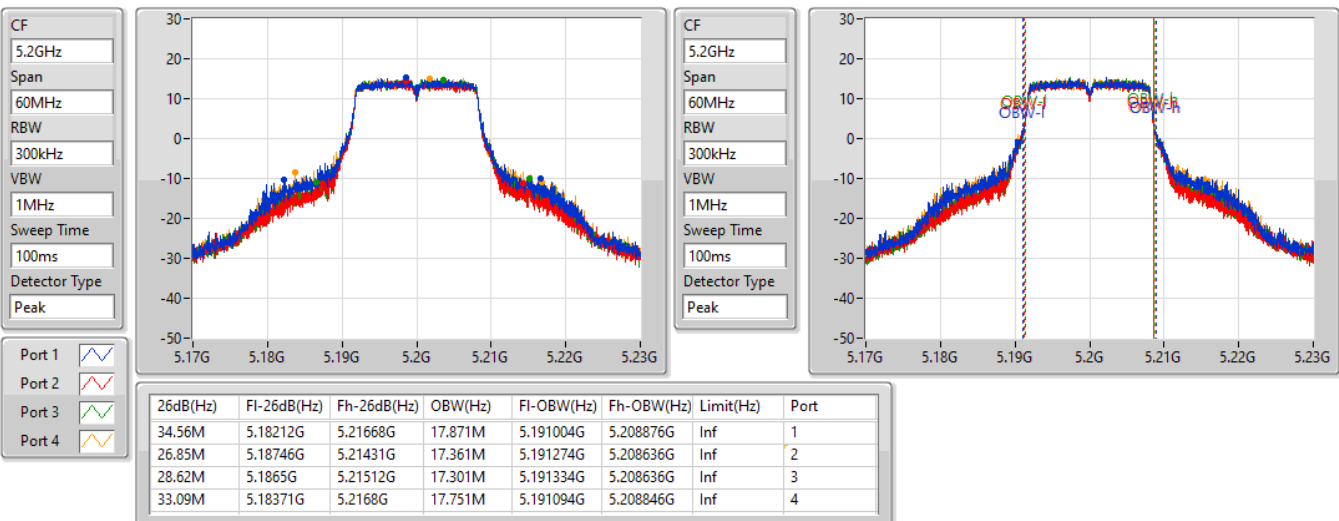 CF
5.2GHz
Span
60MHz
RBW
300kHz
VBW
1MHz
Sweep Time
100ms
Detector Type
Peak
30
20
10
0
-10
-20
-30
-40
-50
5.17G 5.18G 5.19G 5.2G 5.21G 5.22G 5.23G
CF
5.2GHz
Span
60MHz
RBW
300kHz
VBW
1MHz
Sweep Time
100ms
Detector Type
Peak
30
20
10
0
-10
-20
-30
-40
-50
OBW-l OBW-h
OBW-l OBW-h
5.17G 5.18G 5.19G 5.2G 5.21G 5.22G 5.23G
Port 1
Port 2
Port 3
Port 4
26dB(Hz) Fl-26dB(Hz) Fh-26dB(Hz) OBW(Hz) Fl-OBW(Hz) Fh-OBW(Hz) Limit(Hz) Port
34.56M 5.18212G 5.21668G 17.871M 5.191004G 5.208876G Inf 1
26.85M 5.18746G 5.21431G 17.361M 5.191274G 5.208636G Inf 2
28.62M 5.1865G 5.21512G 17.301M 5.191334G 5.208636G Inf 3
33.09M 5.18371G 5.2168G 17.751M 5.191094G 5.208846G Inf 4